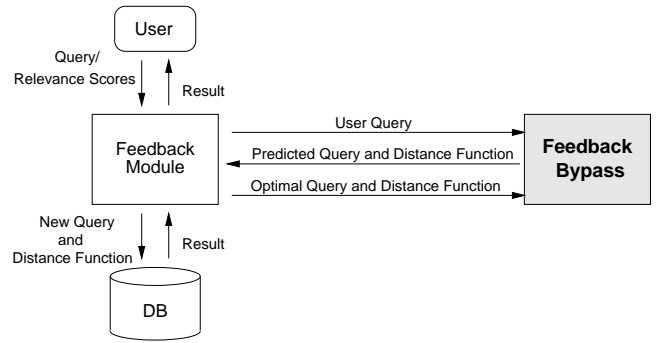 User
Query/
Relevance Scores
Result
User Query
Feedback
Module
Predicted Query and Distance Function
Feedback
Bypass
Optimal Query and Distance Function
New Query
and
Distance Function
Result
DB